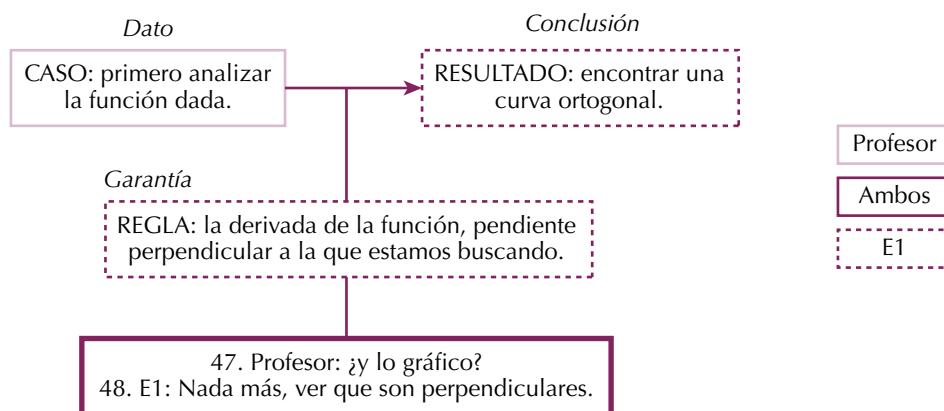 Dato
Conclusión
CASO: primero analizar
la función dada.
RESULTADO: encontrar una
curva ortogonal.
Profesor
Ambos
E1
Garantía
REGLA: la derivada de la función, pendiente
perpendicular a la que estamos buscando.
47. Profesor: ¿y lo gráfico?
48. E1: Nada más, ver que son perpendiculares.